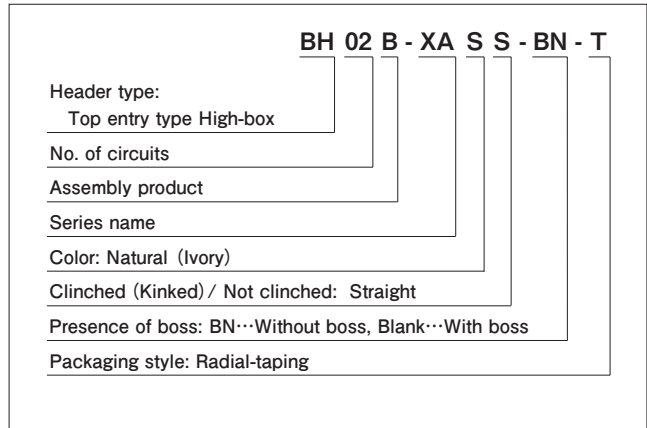 BH 02 B - XA S S - BN - T
Header type:
Top entry type High-box
No. of circuits
Assembly product
Series name
Color: Natural (Ivory)
Clinched (Kinked) / Not clinched: Straight
Presence of boss: BN…Without boss, Blank…With boss
Packaging style: Radial-taping